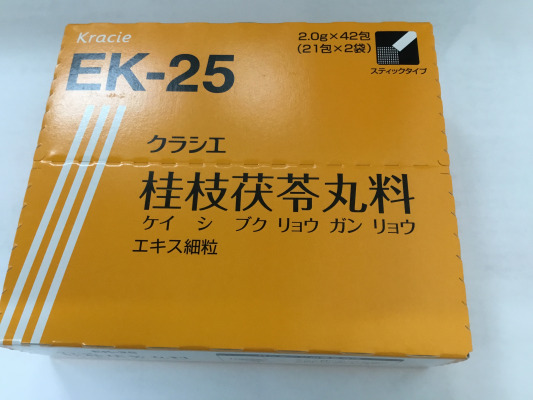 Kracie
2.0g×42包
(21包×2袋)
EK-25
スティックタイプ
クラシエ
桂枝茯苓丸料
ケイ シ ブク リョウ ガン リョウ
エキス細粒
EK-25